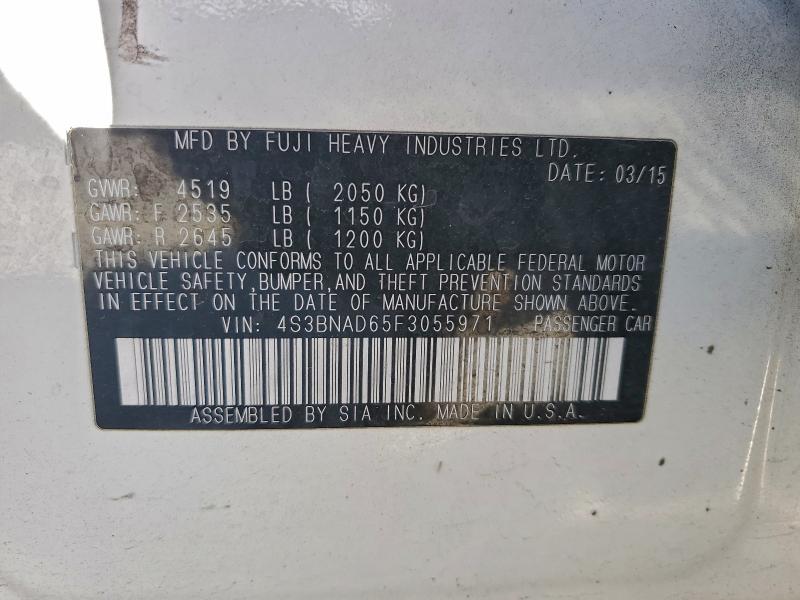 MFD BY FUJI HEAVY INDUSTRIES LTD.
DATE: 03/15
GVWR: 4519 LB ( 2050 KG)
GAWR: F 2535 LB ( 1150 KG)
GAWR: R 2645 LB ( 1200 KG)
THIS VEHICLE CONFORMS TO ALL APPLICABLE FEDERAL MOTOR
VEHICLE SAFETY, BUMPER, AND THEFT PREVENTION STANDARDS
IN EFFECT ON THE DATE OF MANUFACTURE SHOWN ABOVE.
VIN: 4S3BNAD65F3055971 PASSENGER CAR
ASSEMBLED BY SIA INC. MADE IN U.S.A.